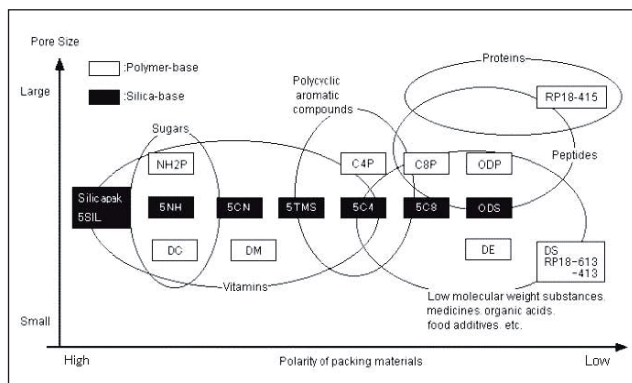 Pore Size
Large
Small
:Polymer-base
:Silica-base
Polycyclic
aromatic
compounds
Proteins
RP18-415
Sugars
Peptides
NH2P
C4P
C8P
ODP
Silicapak
5SIL
5NH
5CN
5TMS
5C4
5C8
ODS
DC
DM
DE
DS
RP18-613
-413
Vitamins
Low molecular weight substances
medicines. organic acids.
food additives. etc.
High
Polarity of packing materials
Low